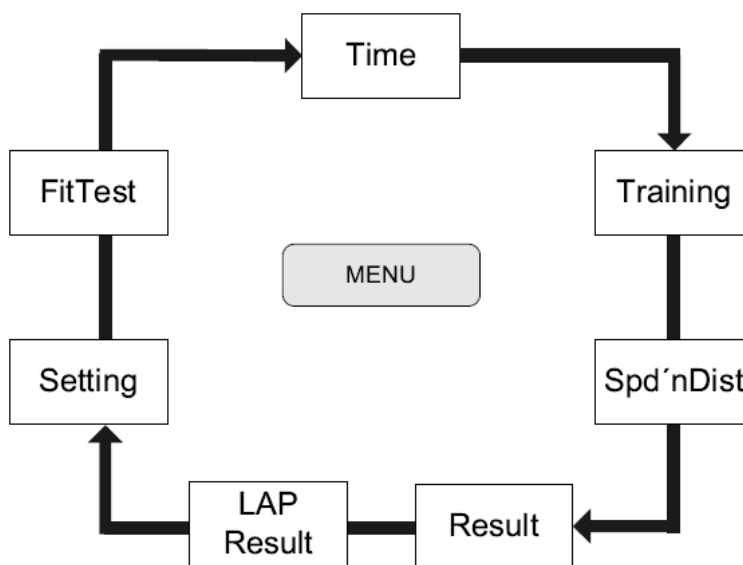 Time
FitTest
Training
MENU
Setting
Spd´nDist
LAP
Result
Result